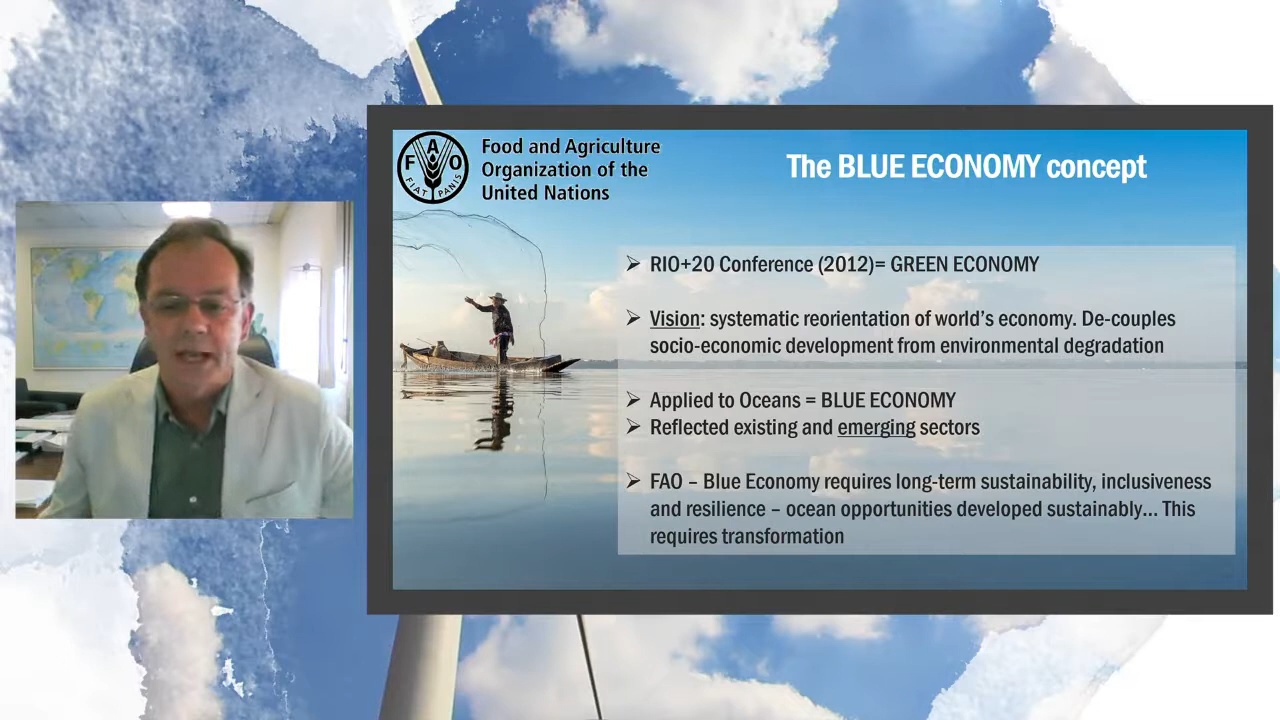 FAO
FIAT PANIS
Food and Agriculture
Organization of the
United Nations
The BLUE ECONOMY concept
➢ RIO+20 Conference (2012)= GREEN ECONOMY
➢ Vision: systematic reorientation of world’s economy. De-couples
socio-economic development from environmental degradation
➢ Applied to Oceans = BLUE ECONOMY
➢ Reflected existing and emerging sectors
➢ FAO – Blue Economy requires long-term sustainability, inclusiveness
and resilience – ocean opportunities developed sustainably... This
requires transformation